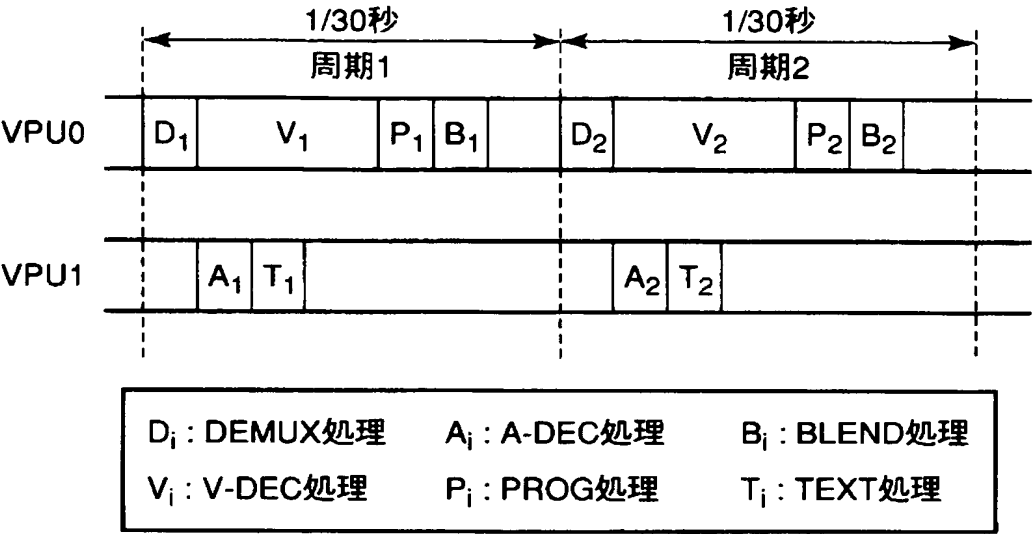 1/30秒 1/30秒
周期1 周期2
VPU0 D1 V1 P1 B1 D2 V2 P2 B2
VPU1 A1 T1 A2 T2
Di : DEMUX処理 Ai : A-DEC処理 Bi : BLEND処理
Vi : V-DEC処理 Pi : PROG処理 Ti : TEXT処理